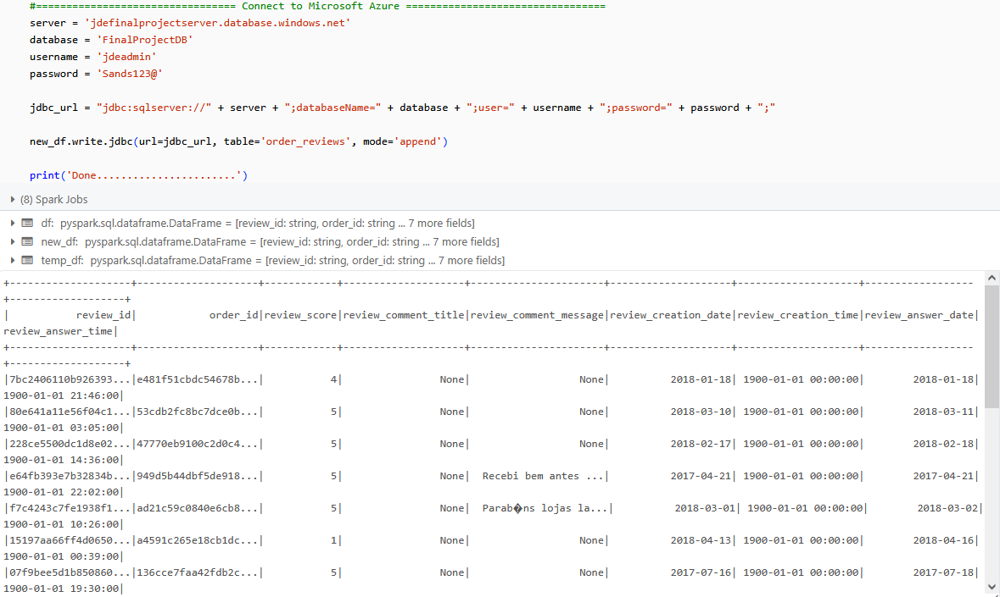 #================================= Connect to Microsoft Azure =================================
server = 'jdefinalprojectserver.database.windows.net'
database = 'FinalProjectDB'
username = 'jdeadmin'
password = 'Sands123@'
jdbc_url = "jdbc:sqlserver://" + server + ";databaseName=" + database + ";user=" + username + ";password=" + password + ";"
new_df.write.jdbc(url=jdbc_url, table='order_reviews', mode='append')
print('Done.......................')
(8) Spark Jobs
df: pyspark.sql.dataframe.DataFrame = [review_id: string, order_id: string ... 7 more fields]
new_df: pyspark.sql.dataframe.DataFrame = [review_id: string, order_id: string ... 7 more fields]
temp_df: pyspark.sql.dataframe.DataFrame = [review_id: string, order_id: string ... 7 more fields]
+--------------------+--------------------+------------+--------------------+----------------------+--------------------+--------------------+------------------
+-------------------+
| review_id| order_id|review_score|review_comment_title|review_comment_message|review_creation_date|review_creation_time|review_answer_date|
review_answer_time|
+--------------------+--------------------+------------+--------------------+----------------------+--------------------+--------------------+------------------
+-------------------+
|7bc2406110b926393...|e481f51cbdc54678b...| 4| None| None| 2018-01-18| 1900-01-01 00:00:00| 2018-01-18|
1900-01-01 21:46:00|
|80e641a11e56f04c1...|53cdb2fc8bc7dce0b...| 5| None| None| 2018-03-10| 1900-01-01 00:00:00| 2018-03-11|
1900-01-01 03:05:00|
|228ce5500dc1d8e02...|47770eb9100c2d0c4...| 5| None| None| 2018-02-17| 1900-01-01 00:00:00| 2018-02-18|
1900-01-01 14:36:00|
|e64fb393e7b32834b...|949d5b44dbf5de918...| 5| None| Recebi bem antes ...| 2017-04-21| 1900-01-01 00:00:00| 2017-04-21|
1900-01-01 22:02:00|
|f7c4243c7fe1938f1...|ad21c59c0840e6cb8...| 5| None| Parab�ns lojas la...| 2018-03-01| 1900-01-01 00:00:00| 2018-03-02|
1900-01-01 10:26:00|
|15197aa66ff4d0650...|a4591c265e18cb1dc...| 1| None| None| 2018-04-13| 1900-01-01 00:00:00| 2018-04-16|
1900-01-01 00:39:00|
|07f9bee5d1b850860...|136cce7faa42fdb2c...| 5| None| None| 2017-07-16| 1900-01-01 00:00:00| 2017-07-18|
1900-01-01 19:30:00|